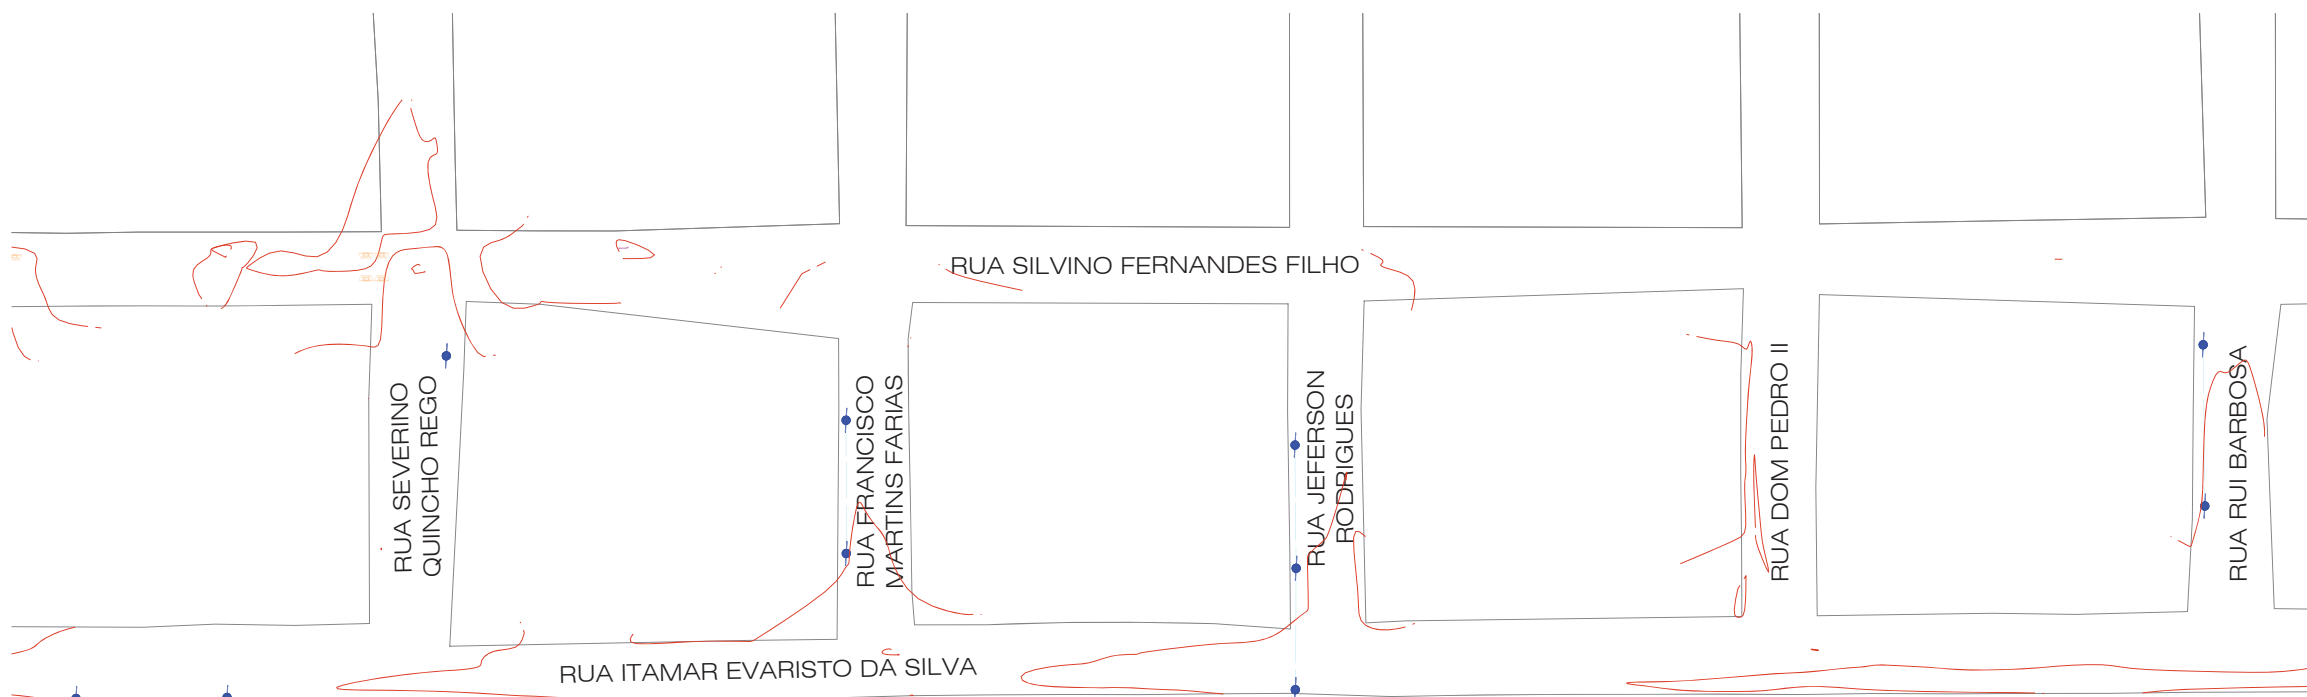 RUA SILVINO FERNANDES FILHO
RUA SEVERINO
QUINCHO REGO
RUA FRANCISCO
MARTINS FARIAS
RUA JEFERSON
RODRIGUES
RUA DOM PEDRO II
RUA RUI BARBOSA
RUA ITAMAR EVARISTO DA SILVA